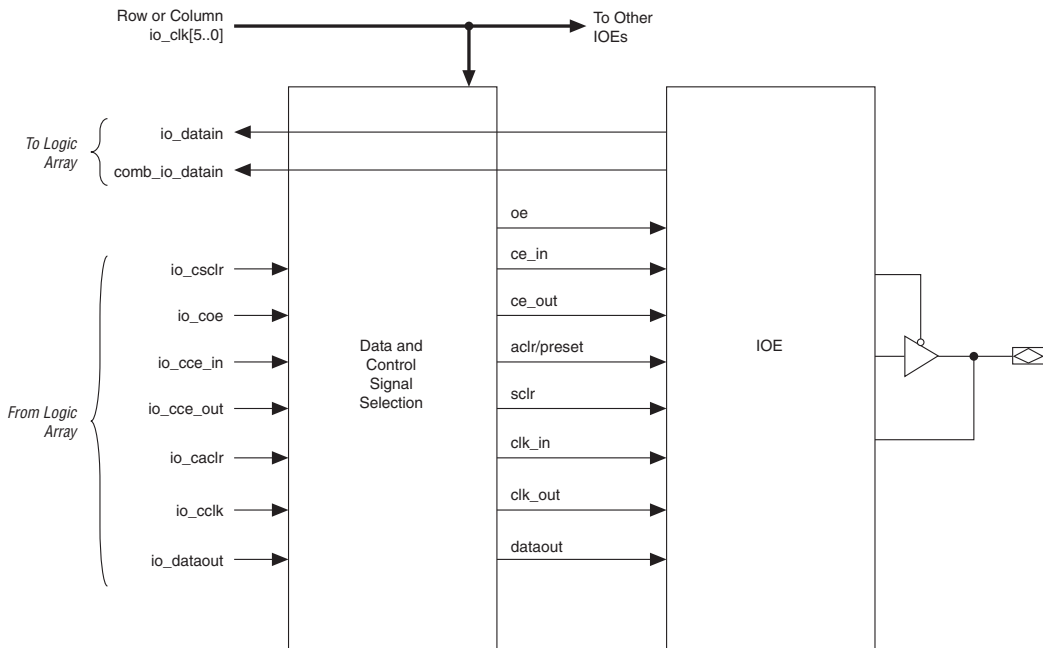 Row or Column
io_clk[5..0]
To Other
IOEs
To Logic
Array
io_datain
comb_io_datain
oe
ce_in
ce_out
aclr/preset
sclr
clk_in
clk_out
dataout
From Logic
Array
io_csclr
io_coe
io_cce_in
io_cce_out
io_caclr
io_cclk
io_dataout
Data and
Control
Signal
Selection
IOE